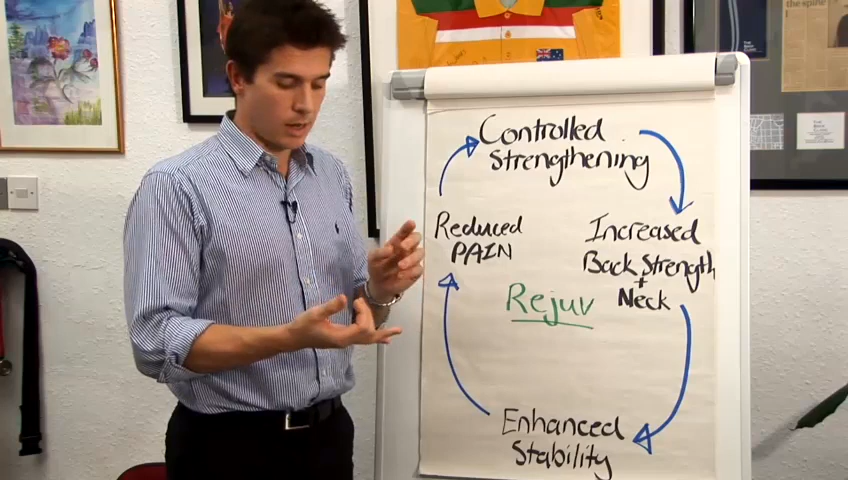 Controlled
Strengthening
Increased
Back Strength
+
Neck
Enhanced
Stability
Reduced
PAIN
Rejuv